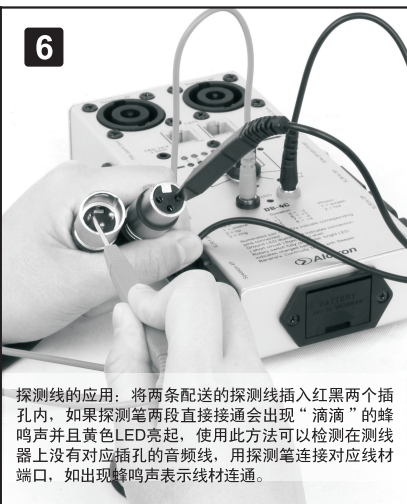 6
DB-4C
Alctron
BATTERY
探测线的应用：将两条配送的探测线插入红黑两个插
孔内，如果探测笔两段直接接通会出现“滴滴”的蜂
鸣声并且黄色LED亮起，使用此方法可以检测在测线
器上没有对应插孔的音频线，用探测笔连接对应线材
端口，如出现蜂鸣声表示线材连通。